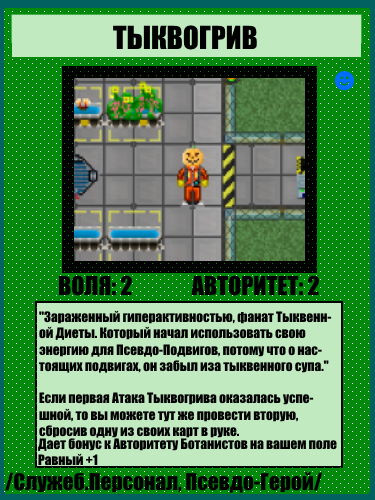 ТЫКВОГРИВ
ВОЛЯ: 2 АВТОРИТЕТ: 2
"Зараженный гиперактивностью, фанат Тыквенн-
ой Диеты. Который начал использовать свою
энергию для Псевдо-Подвигов, потому что о нас-
тоящих подвигах, он забыл иза тыквенного супа."
Если первая Атака Тыквогрива оказалась успе-
шной, то вы можете тут же провести вторую,
сбросив одну из своих карт в руке.
Дает бонус к Авторитету Ботанистов на вашем поле
Равный +1
/Служеб.Персонал, Псевдо-Герой/